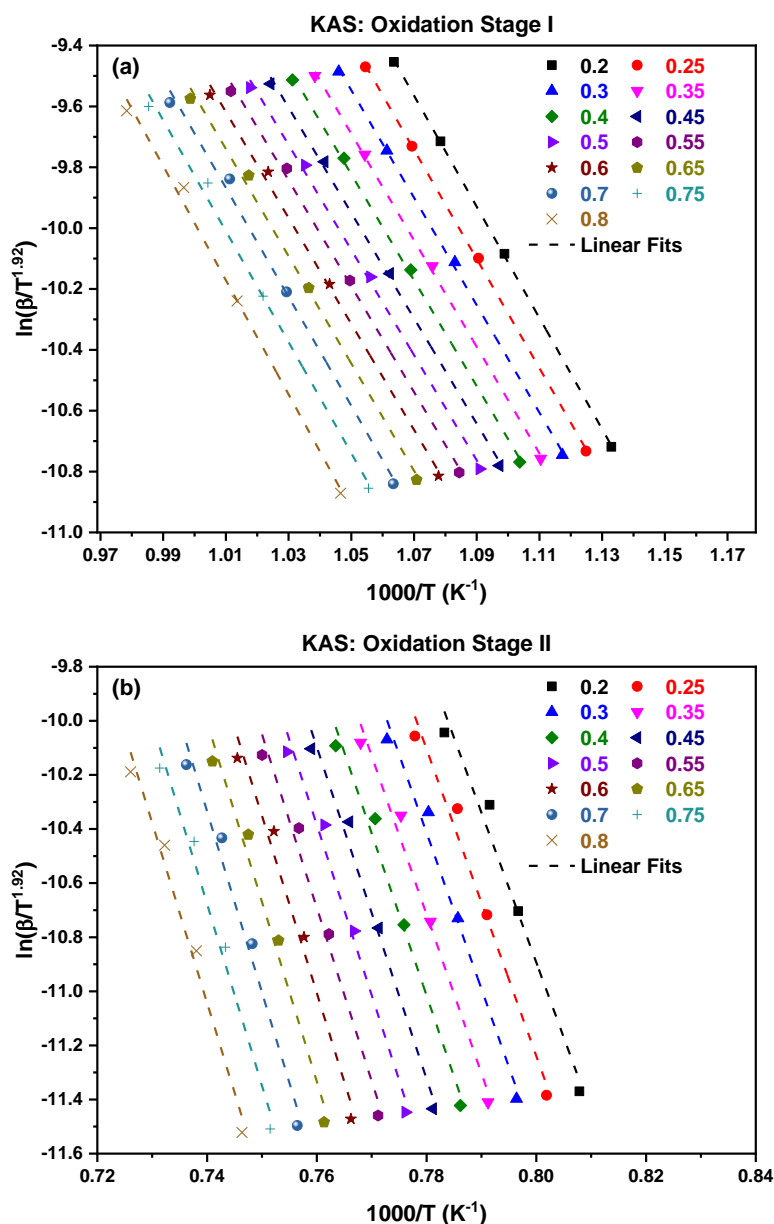 KAS: Oxidation Stage I
(a)
0.2 0.25
0.3 0.35
0.4 0.45
0.5 0.55
0.6 0.65
0.7 0.75
0.8
Linear Fits
ln(β/T^1.92)
-9.4
-9.6
-9.8
-10.0
-10.2
-10.4
-10.6
-10.8
-11.0
0.97 0.99 1.01 1.03 1.05 1.07 1.09 1.11 1.13 1.15 1.17
1000/T (K^-1)
KAS: Oxidation Stage II
(b)
0.2 0.25
0.3 0.35
0.4 0.45
0.5 0.55
0.6 0.65
0.7 0.75
0.8
Linear Fits
ln(β/T^1.92)
-9.8
-10.0
-10.2
-10.4
-10.6
-10.8
-11.0
-11.2
-11.4
-11.6
0.72 0.74 0.76 0.78 0.80 0.82 0.84
1000/T (K^-1)